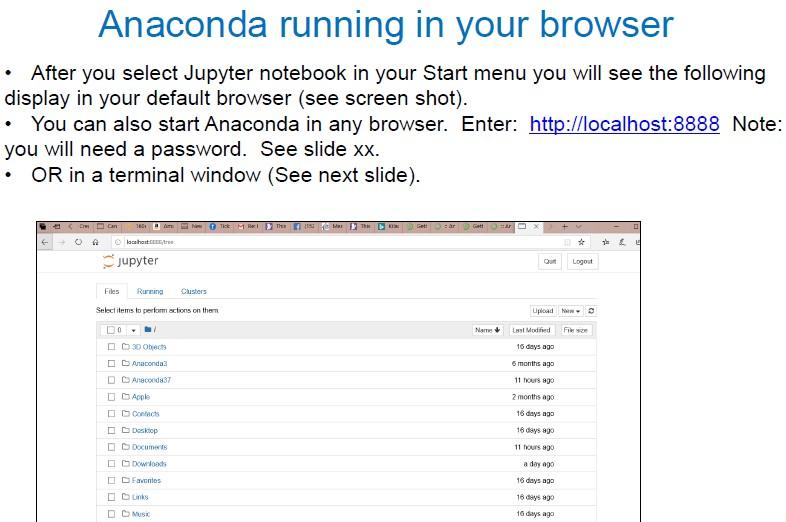 Anaconda running in your browser
• After you select Jupyter notebook in your Start menu you will see the following
display in your default browser (see screen shot).
• You can also start Anaconda in any browser. Enter: http://localhost:8888 Note:
you will need a password. See slide xx.
• OR in a terminal window (See next slide).
localhost:8888/tree
jupyter
Quit Logout
Files Running Clusters
Select items to perform actions on them.
Upload New
0 / Name Last Modified File size
3D Objects 16 days ago
Anaconda3 6 months ago
Anaconda37 11 hours ago
Apple 2 months ago
Contacts 16 days ago
Desktop 16 days ago
Documents 11 hours ago
Downloads a day ago
Favorites 16 days ago
Links 16 days ago
Music 16 days ago